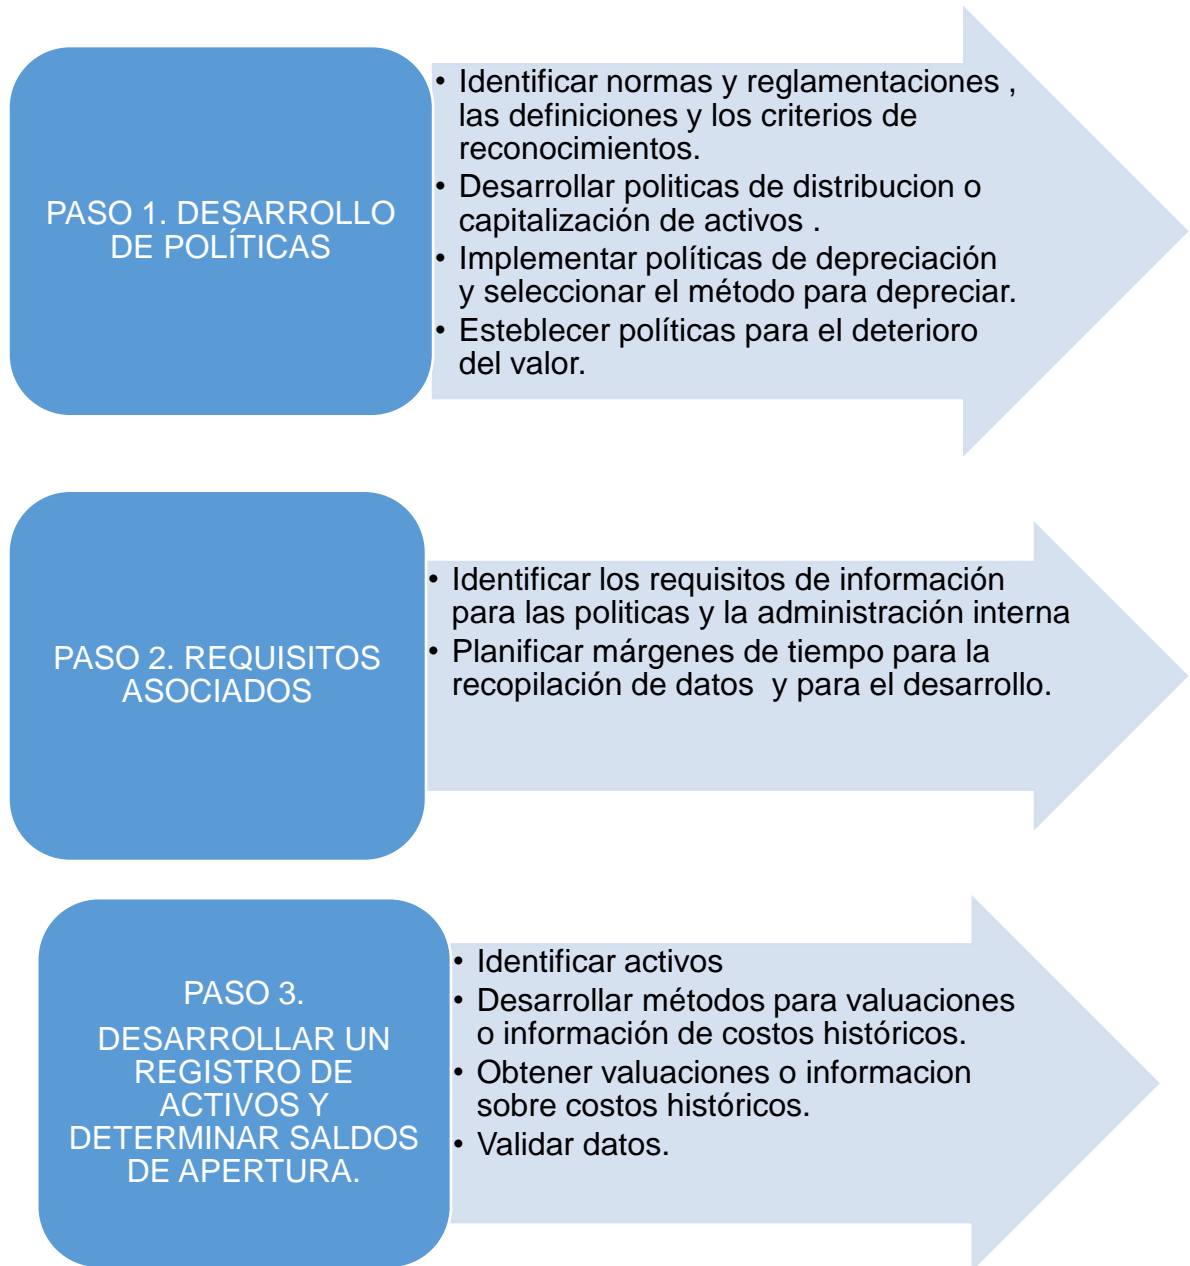 PASO 1. DESARROLLO
DE POLÍTICAS
• Identificar normas y reglamentaciones ,
las definiciones y los criterios de
reconocimientos.
• Desarrollar politicas de distribucion o
capitalización de activos .
• Implementar políticas de depreciación
y seleccionar el método para depreciar.
• Esteblecer políticas para el deterioro
del valor.
PASO 2. REQUISITOS
ASOCIADOS
• Identificar los requisitos de información
para las politicas y la administración interna
• Planificar márgenes de tiempo para la
recopilación de datos  y para el desarrollo.
PASO 3.
DESARROLLAR UN
REGISTRO DE
ACTIVOS Y
DETERMINAR SALDOS
DE APERTURA.
• Identificar activos
• Desarrollar métodos para valuaciones
o información de costos históricos.
• Obtener valuaciones o informacion
sobre costos históricos.
• Validar datos.